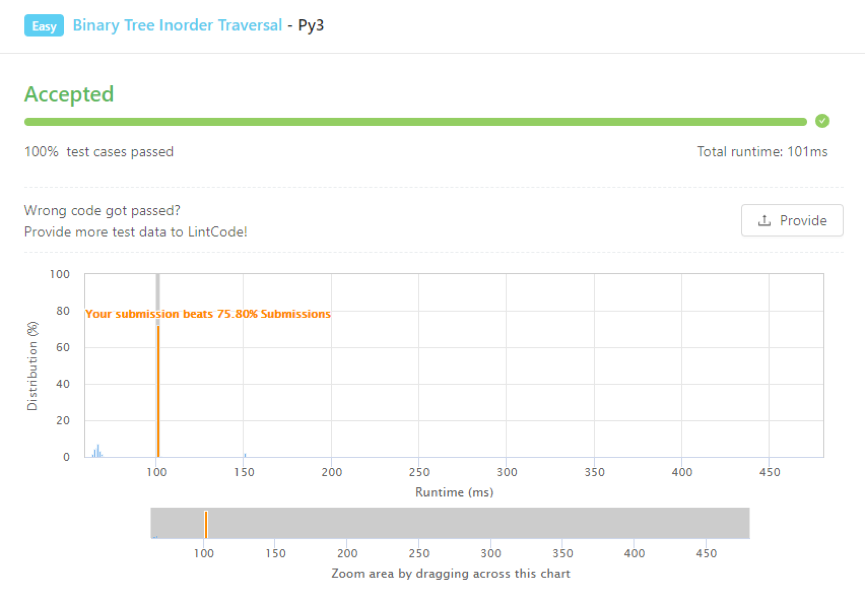 Easy Binary Tree Inorder Traversal - Py3
Accepted
100% test cases passed Total runtime: 101ms
Wrong code got passed?
Provide more test data to LintCode!
Provide
100
80
60
40
20
0
Distribution (%)
Your submission beats 75.80% Submissions
100 150 200 250 300 350 400 450
Runtime (ms)
100 150 200 250 300 350 400 450
Zoom area by dragging across this chart